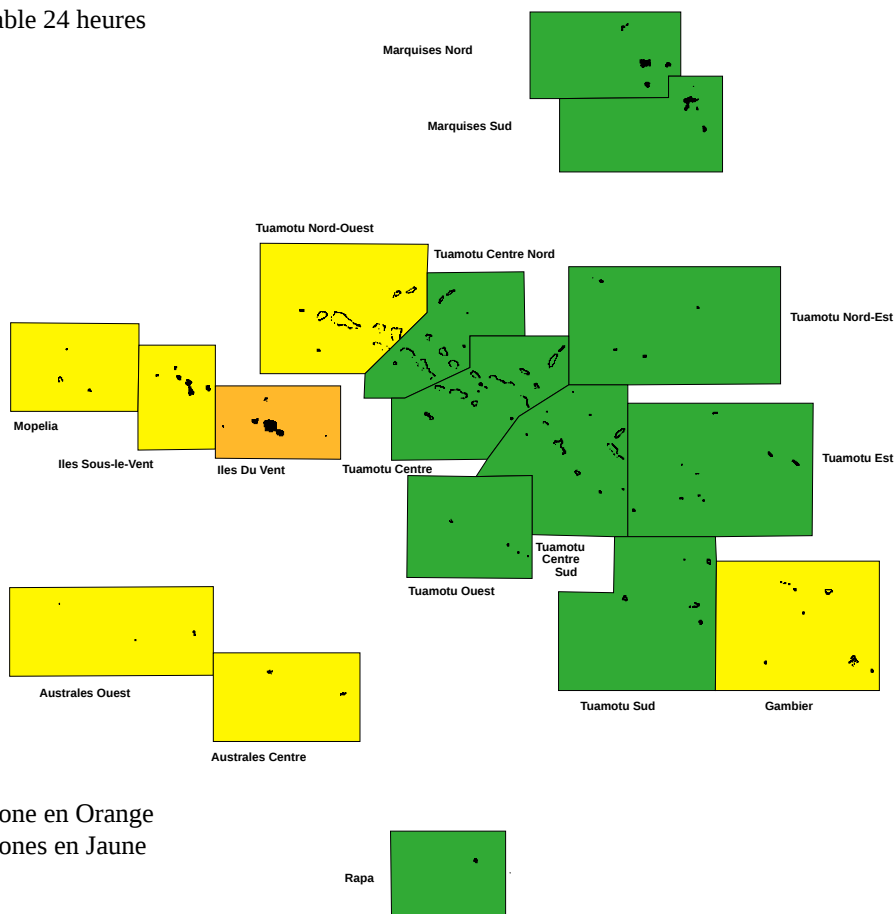 able 24 heures
Marquises Nord
Marquises Sud
Tuamotu Nord-Ouest
Tuamotu Centre Nord
Tuamotu Nord-Est
Mopelia
Iles Sous-le-Vent
Iles Du Vent
Tuamotu Centre
Tuamotu Est
Tuamotu
Centre
Sud
Tuamotu Ouest
Australes Ouest
Tuamotu Sud
Gambier
Australes Centre
one en Orange
ones en Jaune
Rapa